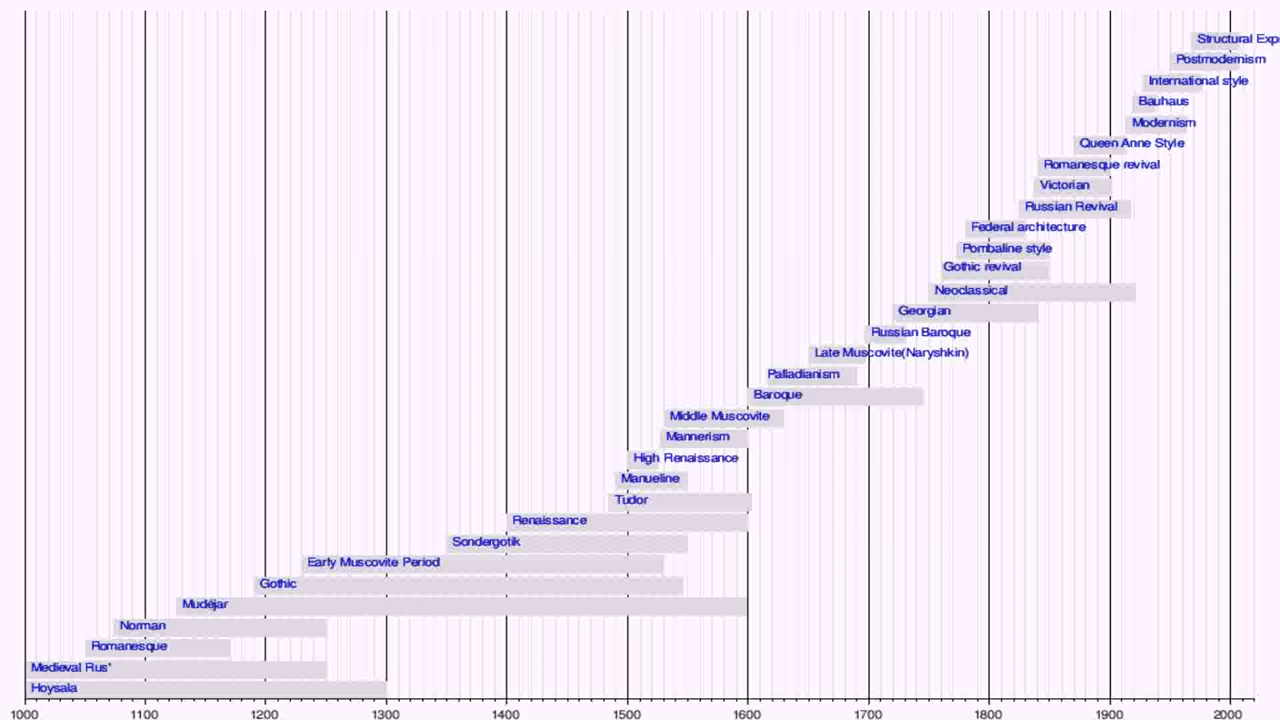 Structural Exp
Postmodernism
International style
Bauhaus
Modernism
Queen Anne Style
Romanesque revival
Victorian
Russian Revival
Federal architecture
Pombaline style
Gothic revival
Neoclassical
Georgian
Russian Baroque
Late Muscovite(Naryshkin)
Palladianism
Baroque
Middle Muscovite
Mannerism
High Renaissance
Manueline
Tudor
Renaissance
Sondergotik
Early Muscovite Period
Gothic
Mudéjar
Norman
Romanesque
Medieval Rus'
Hoysala
1000 1100 1200 1300 1400 1500 1600 1700 1800 1900 2000